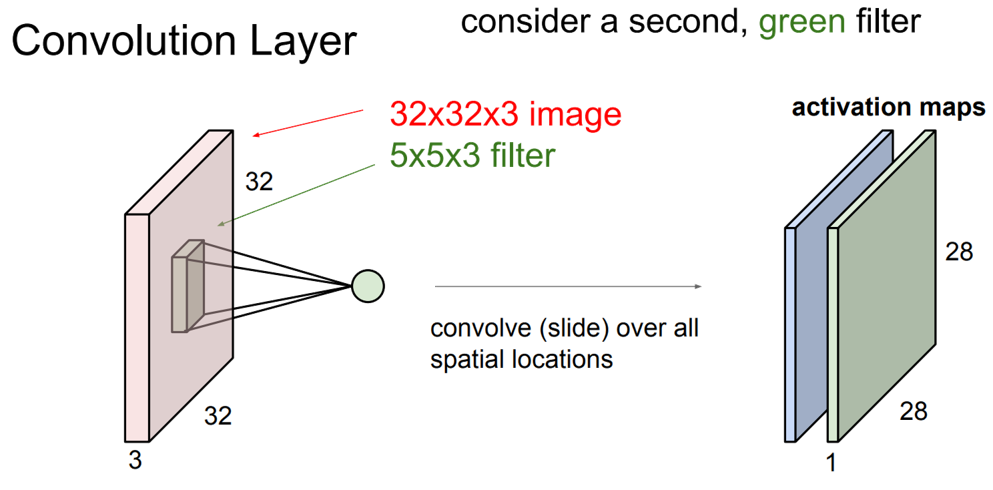 Convolution Layer
consider a second, green filter
32x32x3 image
5x5x3 filter
activation maps
32
28
convolve (slide) over all
spatial locations
32
28
3
1